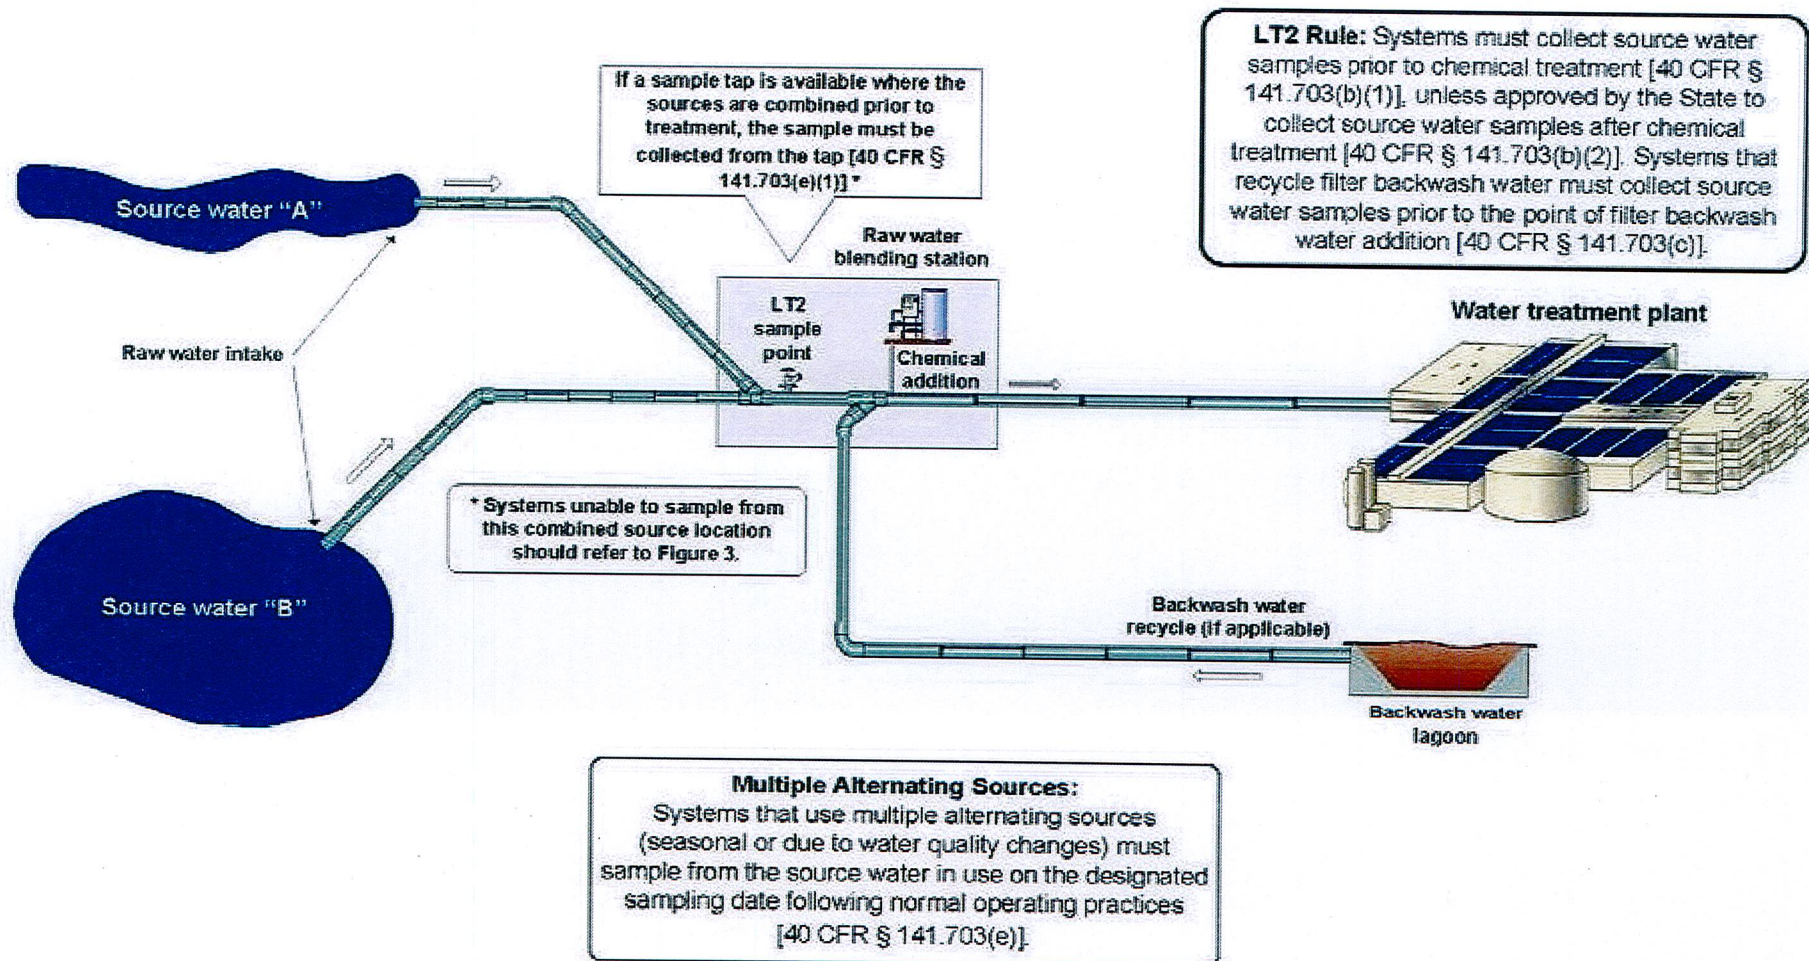 LT2 Rule: Systems must collect source water
samples prior to chemical treatment [40 CFR §
141.703(b)(1)], unless approved by the State to
collect source water samples after chemical
treatment [40 CFR § 141.703(b)(2)]. Systems that
recycle filter backwash water must collect source
water samples prior to the point of filter backwash
water addition [40 CFR § 141.703(c)].
If a sample tap is available where the
sources are combined prior to
treatment, the sample must be
collected from the tap [40 CFR §
141.703(e)(1)] *
Source water "A"
Raw water
blending station
LT2
sample
point
Chemical
addition
Water treatment plant
Raw water intake
* Systems unable to sample from
this combined source location
should refer to Figure 3.
Source water "B"
Backwash water
recycle (if applicable)
Backwash water
lagoon
Multiple Alternating Sources:
Systems that use multiple alternating sources
(seasonal or due to water quality changes) must
sample from the source water in use on the designated
sampling date following normal operating practices
[40 CFR § 141.703(e)].